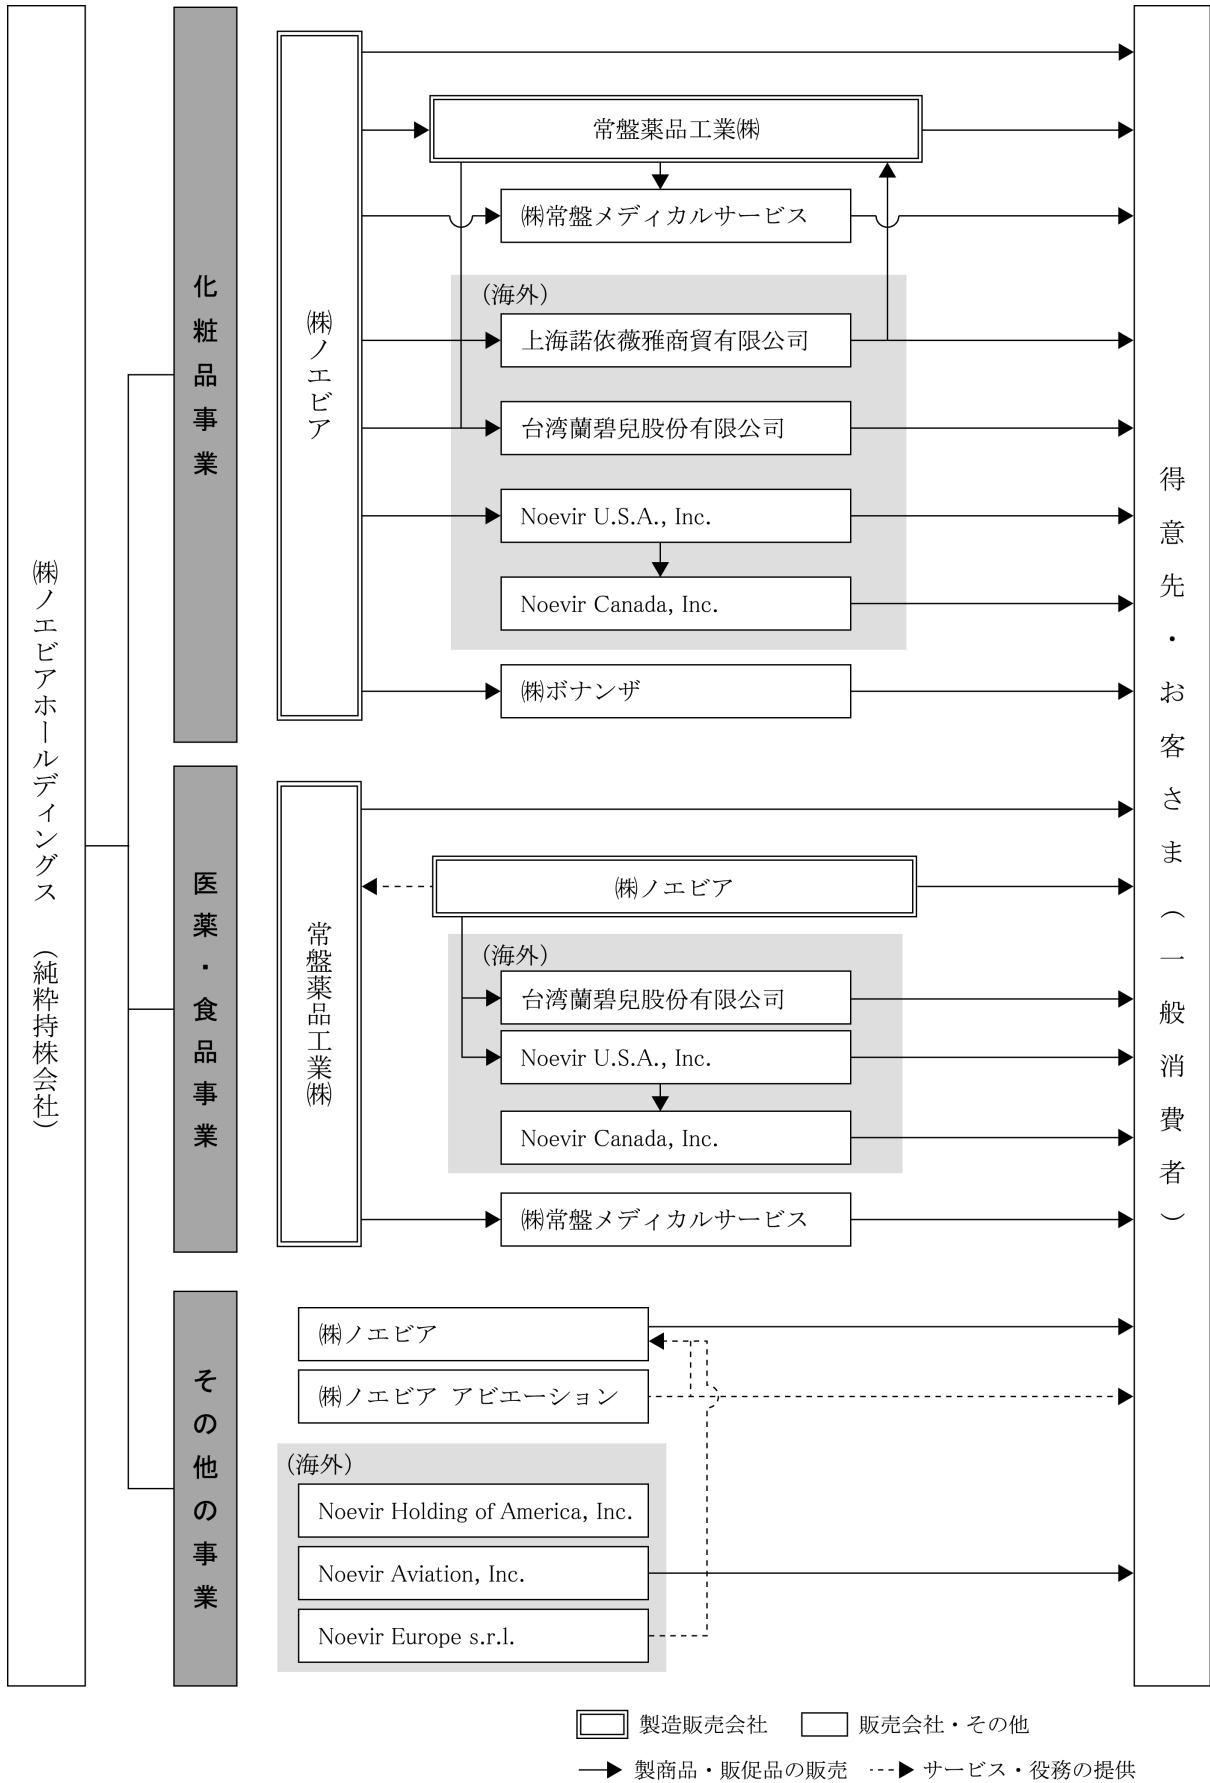 ㈱ノエビアホールディングス （純粋持株会社）
化粧品事業
㈱ノエビア
常盤薬品工業㈱
㈱常盤メディカルサービス
（海外）
上海諾依薇雅商貿有限公司
台湾蘭碧兒股份有限公司
Noevir U.S.A., Inc.
Noevir Canada, Inc.
㈱ボナンザ
医薬・食品事業
常盤薬品工業㈱
㈱ノエビア
（海外）
台湾蘭碧兒股份有限公司
Noevir U.S.A., Inc.
Noevir Canada, Inc.
㈱常盤メディカルサービス
その他の事業
㈱ノエビア
㈱ノエビア アビエーション
（海外）
Noevir Holding of America, Inc.
Noevir Aviation, Inc.
Noevir Europe s.r.l.
得意先・お客さま（一般消費者）
製造販売会社
販売会社・その他
製商品・販促品の販売
サービス・役務の提供